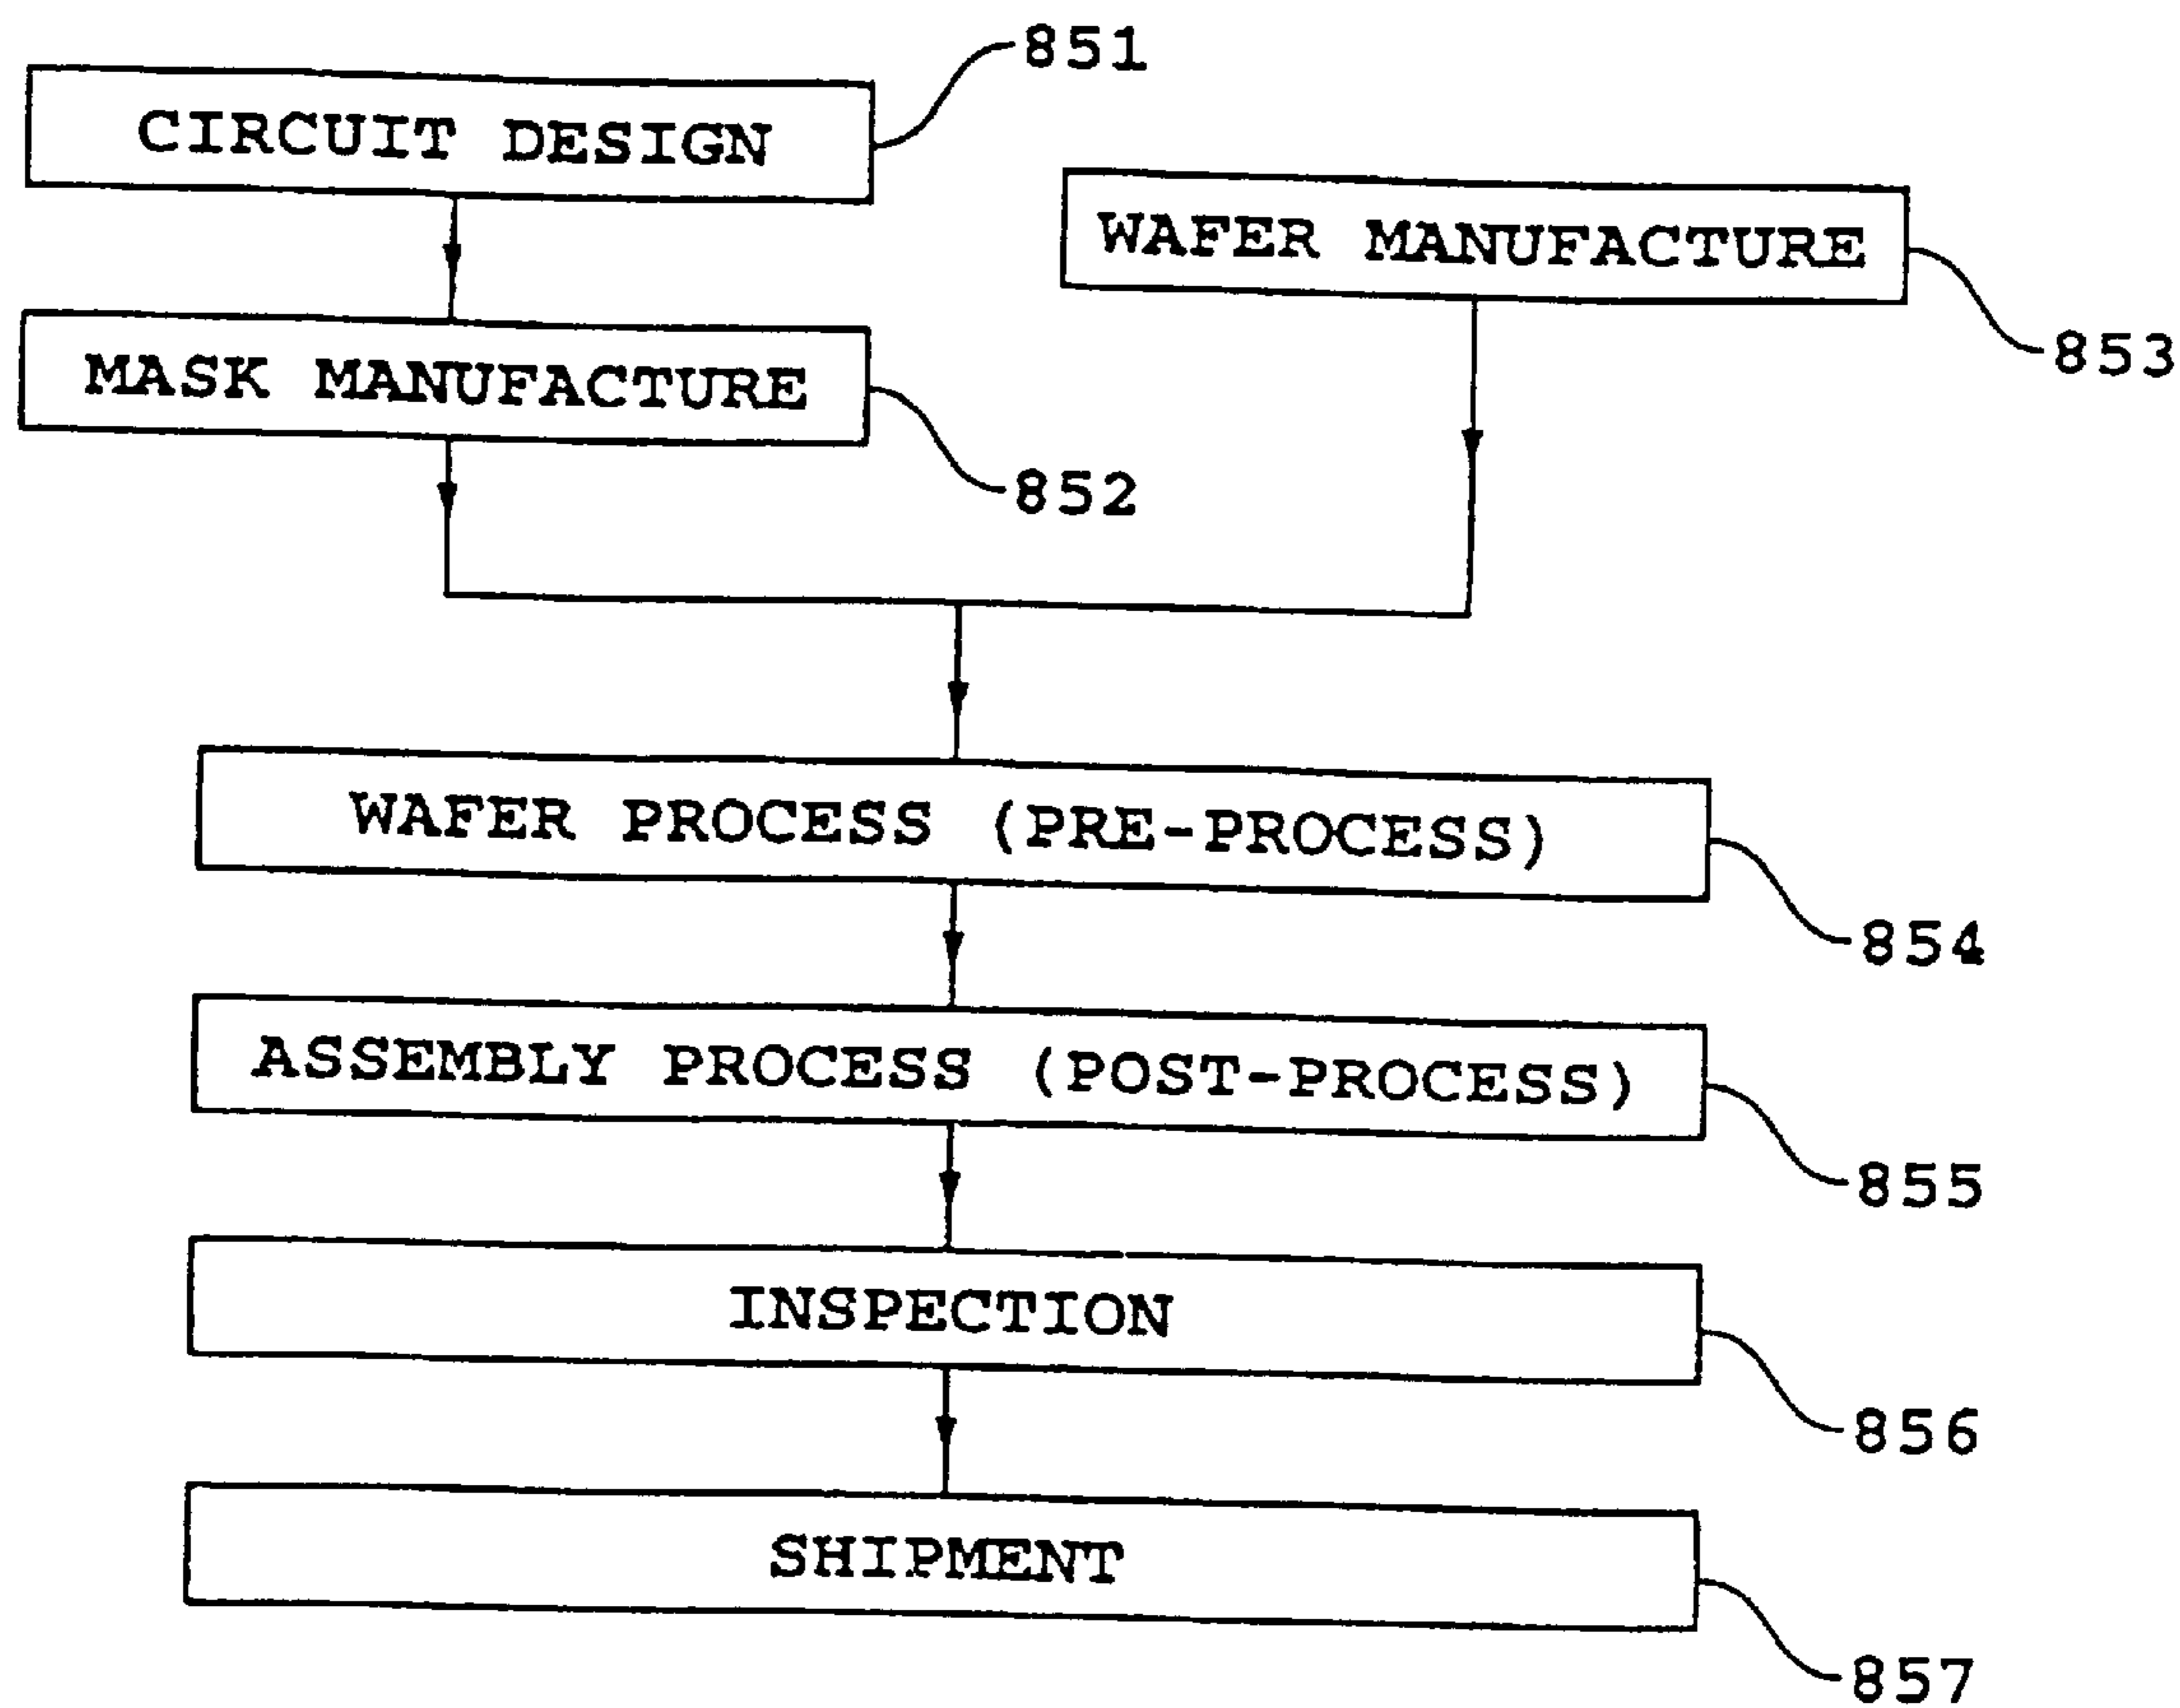 851
CIRCUIT DESIGN
WAFER MANUFACTURE
853
MASK MANUFACTURE
852
WAFER PROCESS (PRE-PROCESS)
854
ASSEMBLY PROCESS (POST-PROCESS)
855
INSPECTION
856
SHIPMENT
857